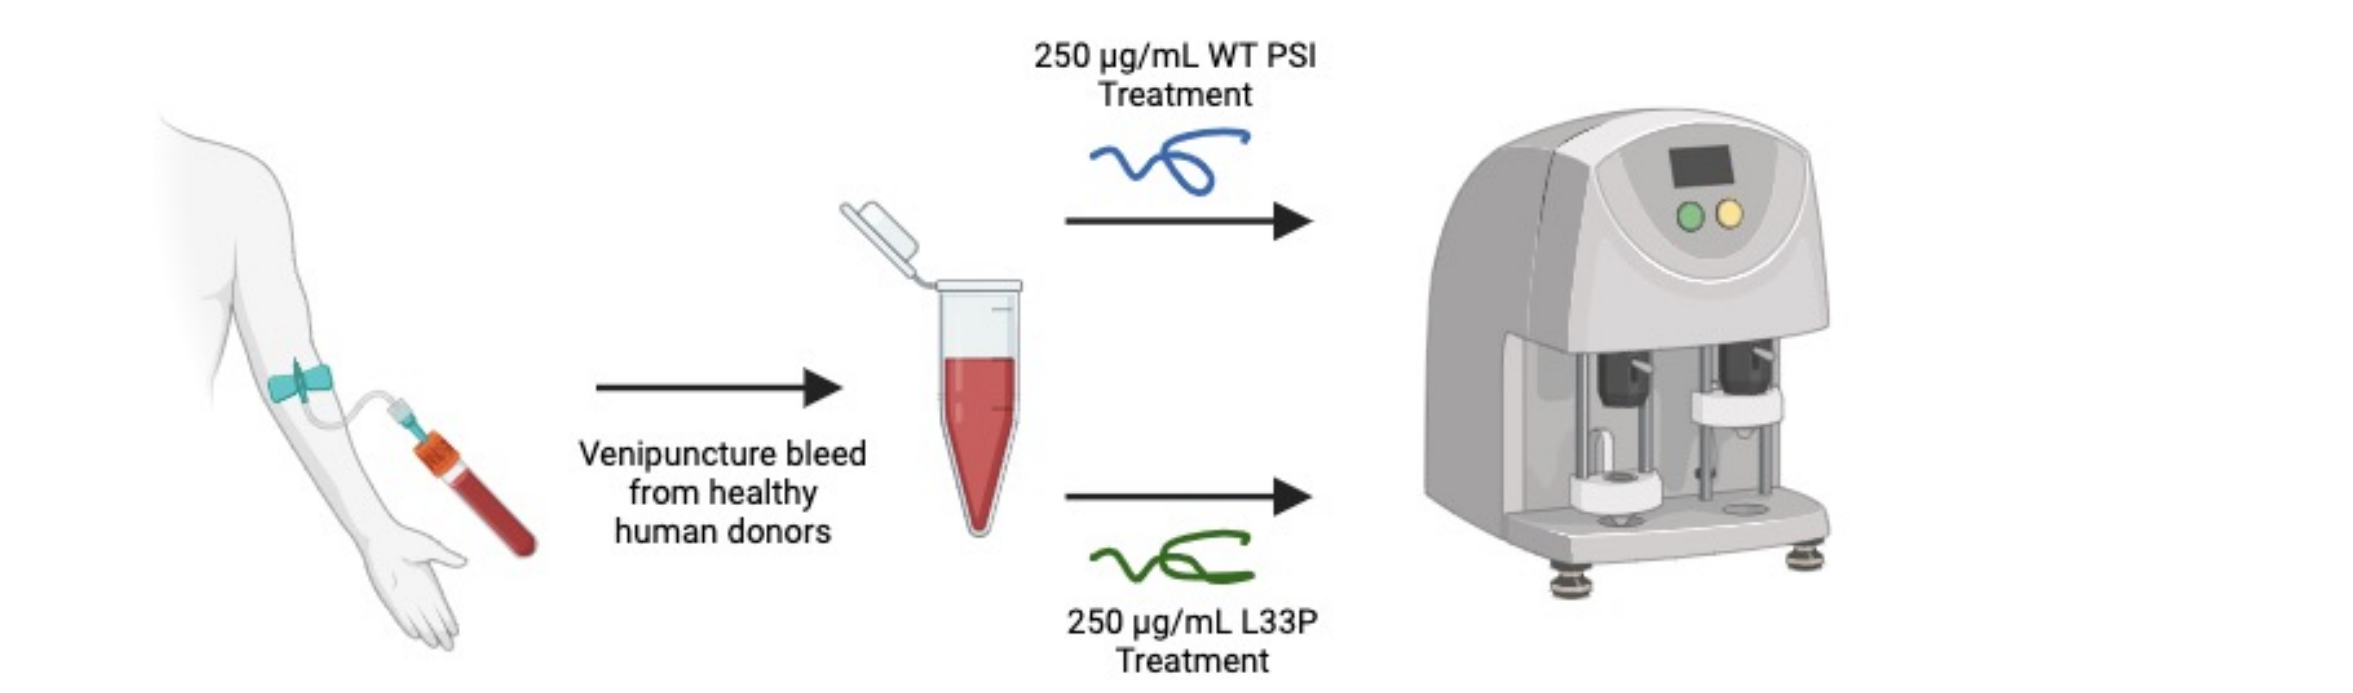 250 µg/mL WT PSI
Treatment
Venipuncture bleed
from healthy
human donors
250 µg/mL L33P
Treatment